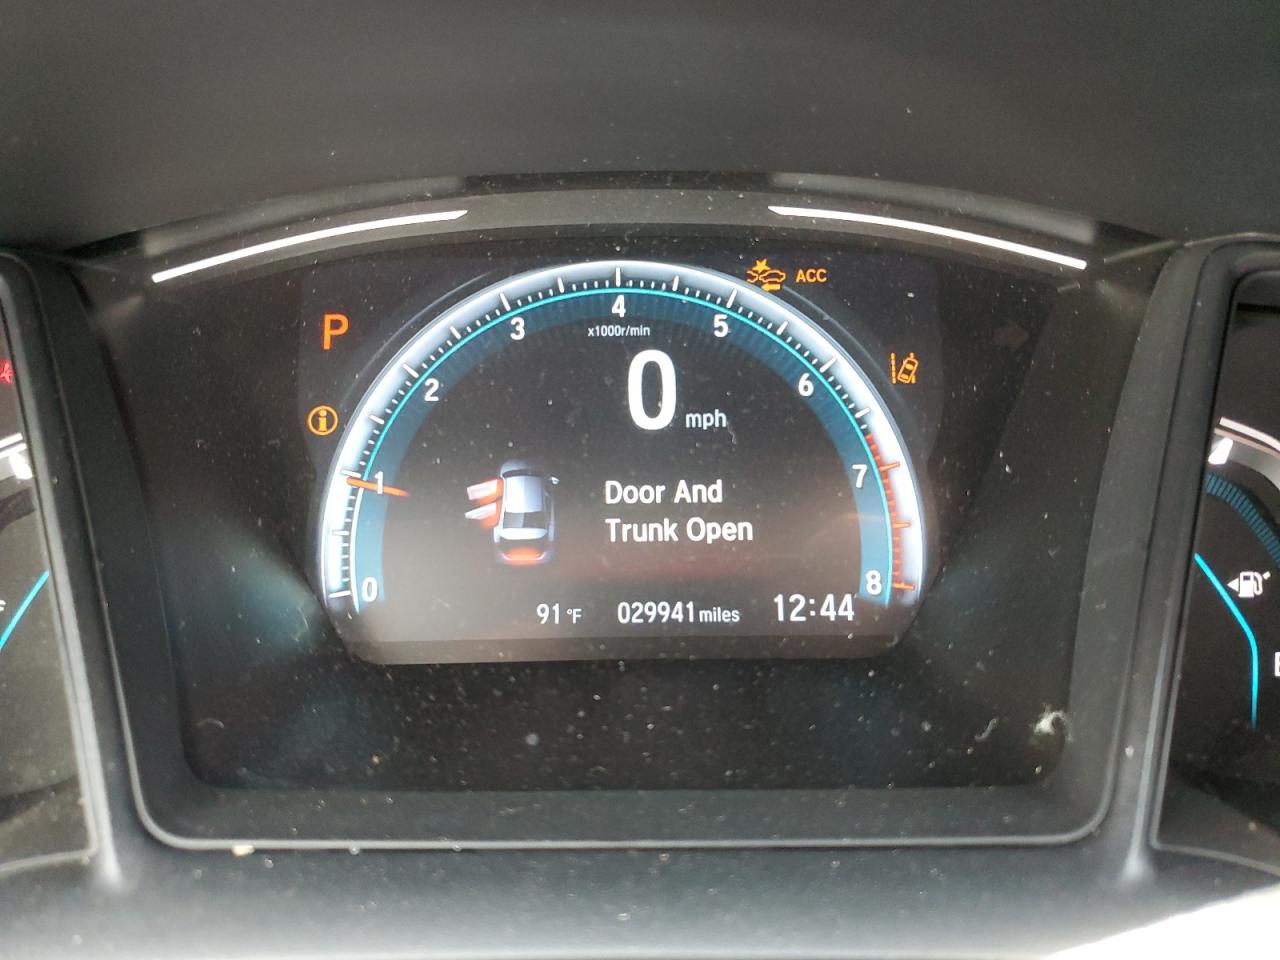 ACC
P
4
3
5
x1000r/min
2
6
0 mph
i
1
7
Door And
Trunk Open
0
8
91 °F
029941 miles
12:44